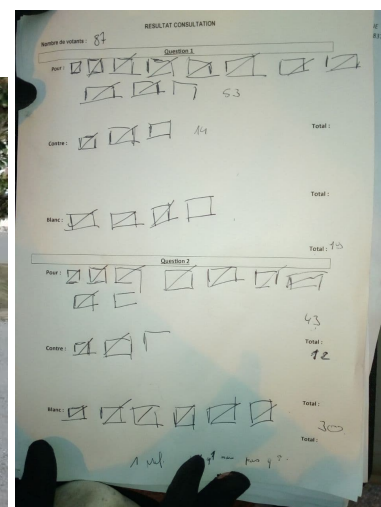 RESULTAT CONSULTATION
Nombre de votants : 87
Question 1
Pour :
53
Contre : 14
Total :
Total :
Blanc :
Total : 19
Question 2
Pour :
43
Contre : Total :
12
Blanc : Total :
30
Total :
1